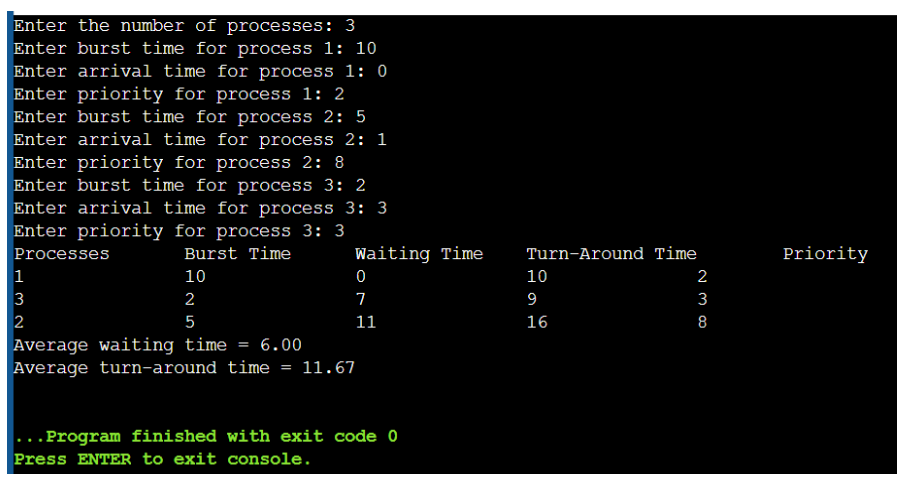 Enter the number of processes: 3
Enter burst time for process 1: 10
Enter arrival time for process 1: 0
Enter priority for process 1: 2
Enter burst time for process 2: 5
Enter arrival time for process 2: 1
Enter priority for process 2: 8
Enter burst time for process 3: 2
Enter arrival time for process 3: 3
Enter priority for process 3: 3
Processes Burst Time Waiting Time Turn-Around Time Priority
1 10 0 10 2
3 2 7 9 3
2 5 11 16 8
Average waiting time = 6.00
Average turn-around time = 11.67
...Program finished with exit code 0
Press ENTER to exit console.